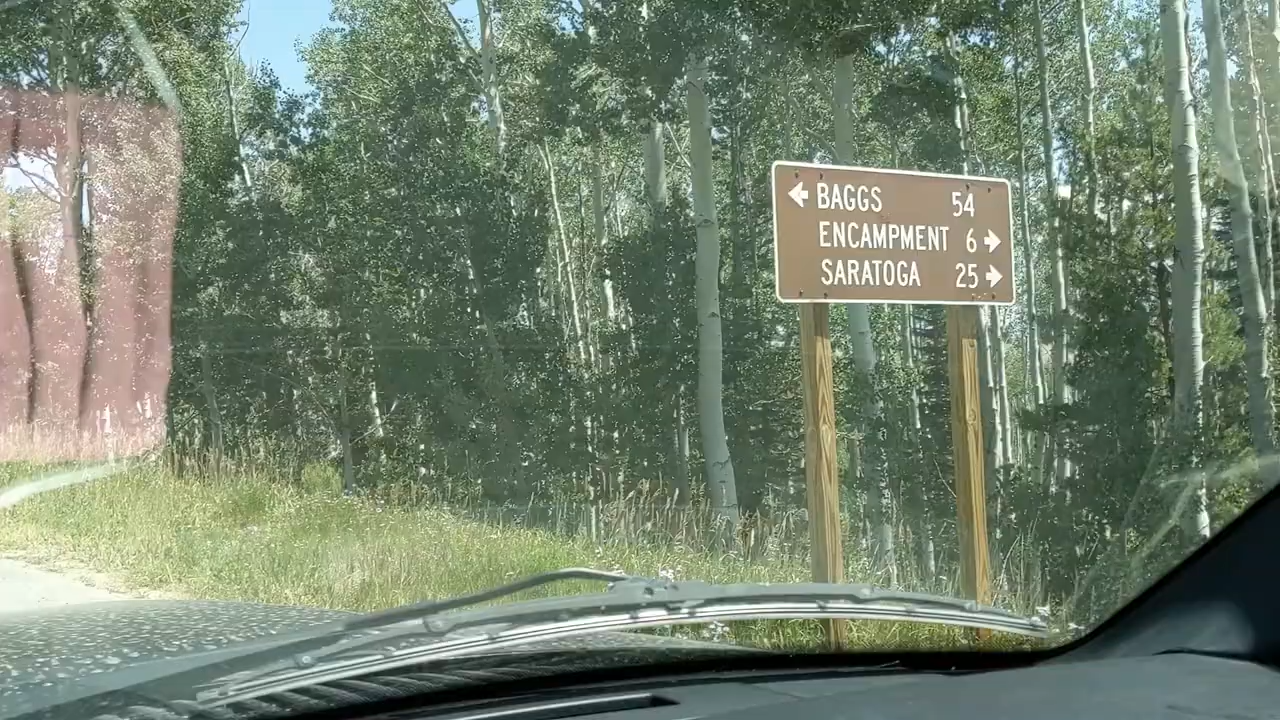 ← BAGGS 54
ENCAMPMENT 6 →
SARATOGA 25 →